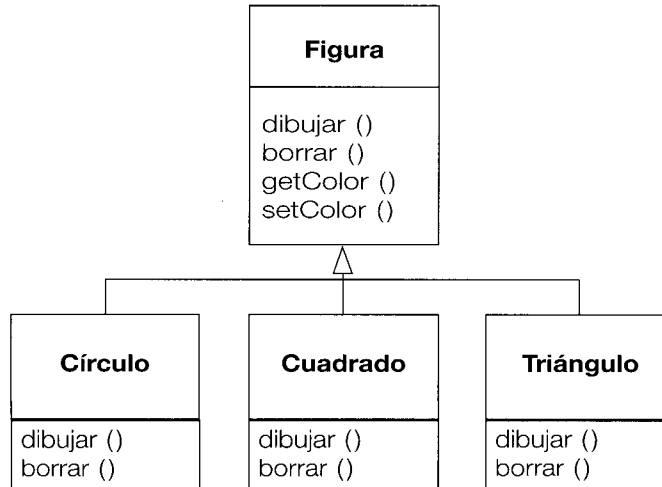 Figura
dibujar ()
borrar ()
getColor ()
setColor ()
Círculo
dibujar ()
borrar ()
Cuadrado
dibujar ()
borrar ()
Triángulo
dibujar ()
borrar ()